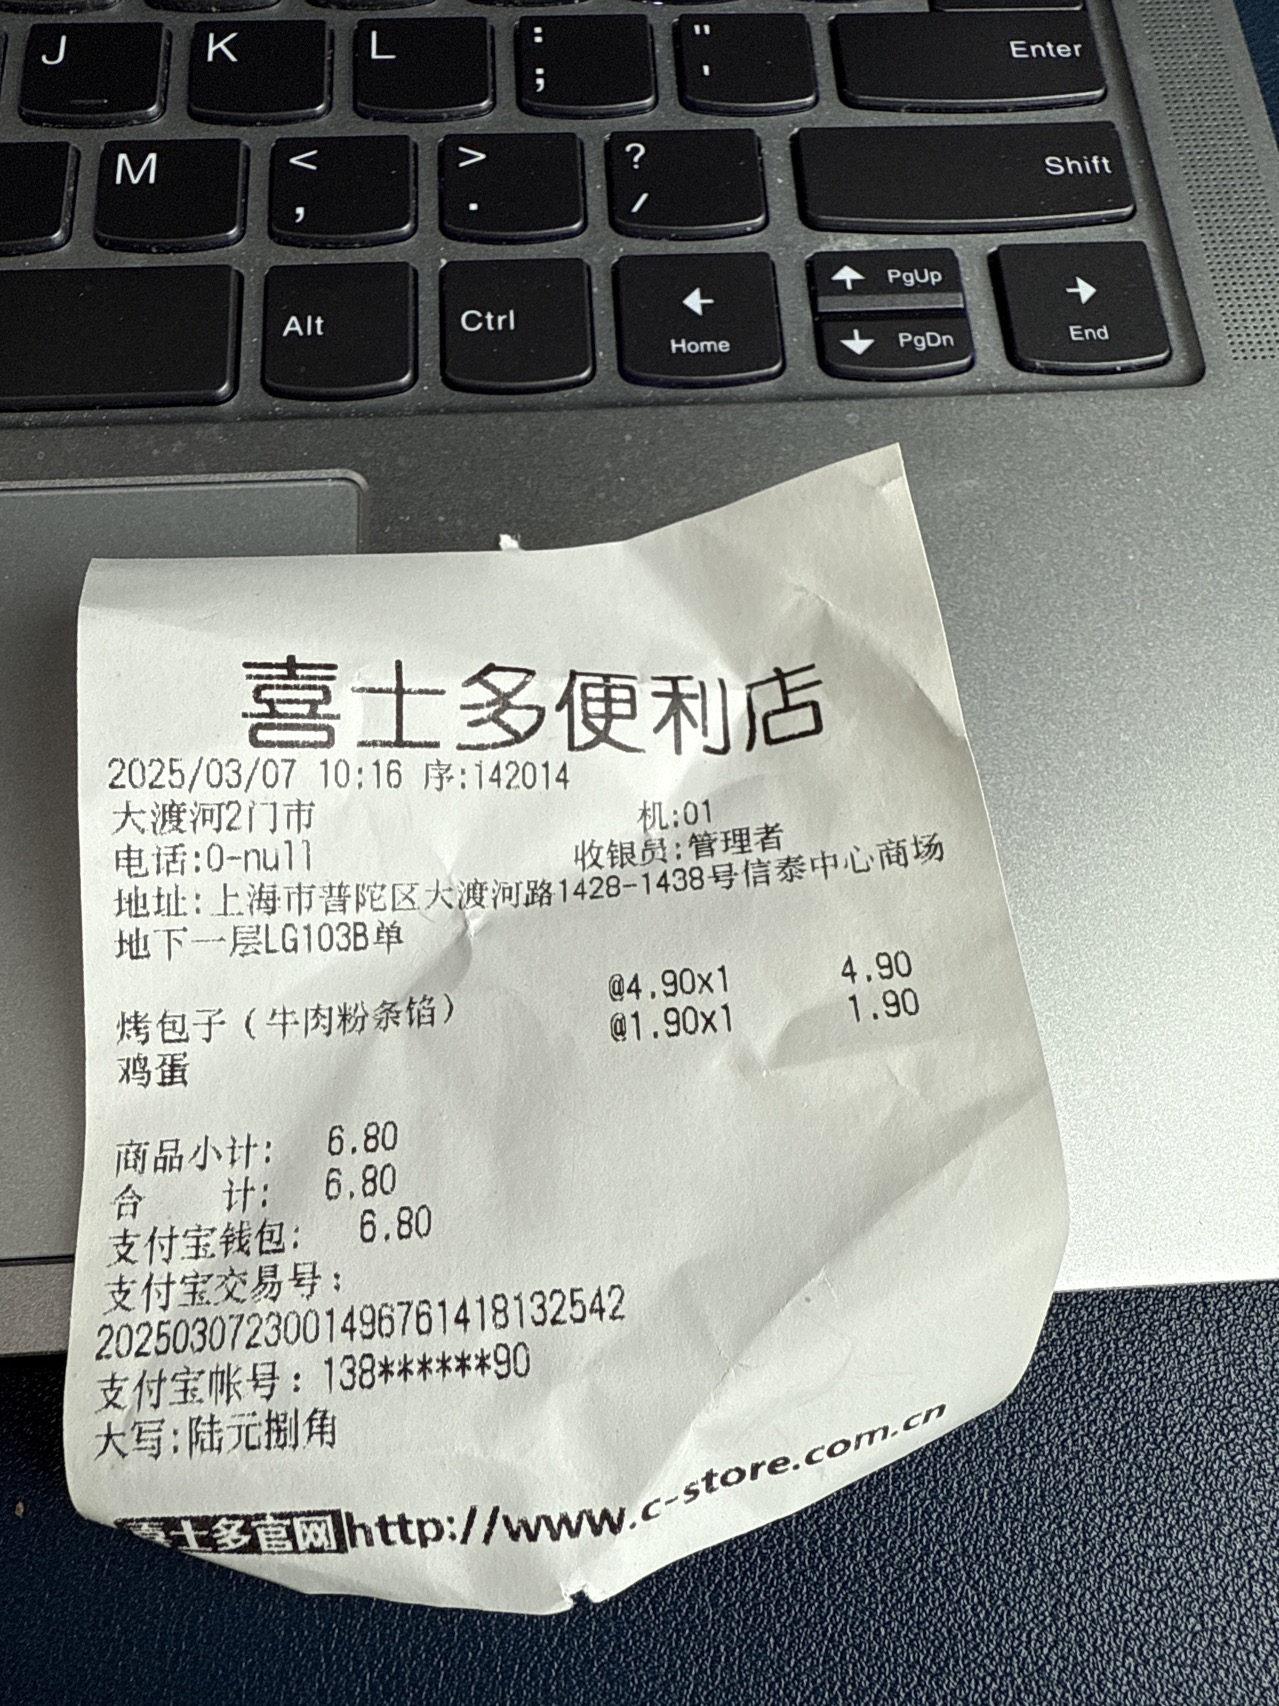 J K L : ; " ' Enter
M < , > . ? / Shift
Alt Ctrl ← Home ↑ PgUp ↓ PgDn → End
喜士多便利店
2025/03/07 10:16 序:142014
大渡河2门市 机:01
电话:0-null 收银员:管理者
地址:上海市普陀区大渡河路1428-1438号信泰中心商场
地下一层LG103B单
@4.90x1 4.90
烤包子(牛肉粉条馅)
@1.90x1 1.90
鸡蛋
商品小计: 6.80
合 计: 6.80
支付宝钱包: 6.80
支付宝交易号:
2025030723001496761418132542
支付宝帐号:138******90
大写:陆元捌角
喜士多官网http://www.c-store.com.cn